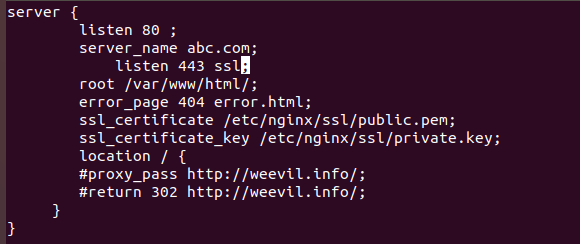 server {
listen 80 ;
server_name abc.com;
listen 443 ssl;
root /var/www/html/;
error_page 404 error.html;
ssl_certificate /etc/nginx/ssl/public.pem;
ssl_certificate_key /etc/nginx/ssl/private.key;
location / {
#proxy_pass http://weevil.info/;
#return 302 http://weevil.info/;
}
}